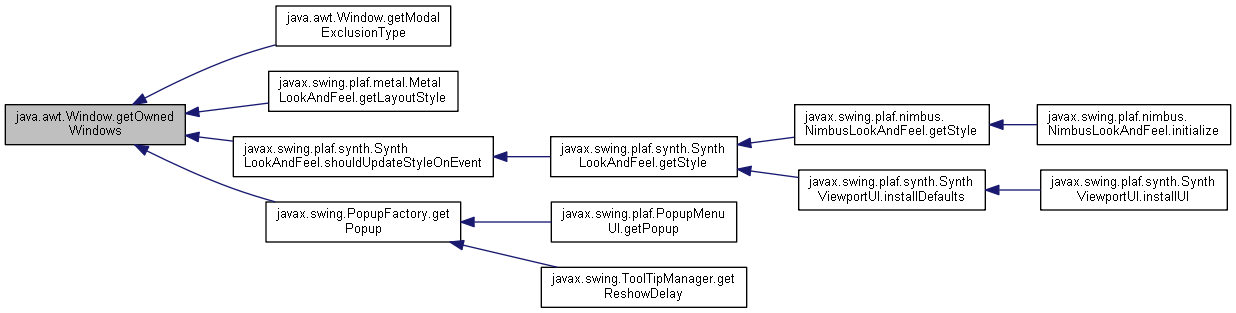 java.awt.Window.getModal
ExclusionType
javax.swing.plaf.metal.Metal
LookAndFeel.getLayoutStyle
java.awt.Window.getOwned
Windows
javax.swing.plaf.synth.Synth
LookAndFeel.shouldUpdateStyleOnEvent
javax.swing.plaf.synth.Synth
LookAndFeel.getStyle
javax.swing.plaf.nimbus.
NimbusLookAndFeel.getStyle
javax.swing.plaf.nimbus.
NimbusLookAndFeel.initialize
javax.swing.plaf.synth.Synth
ViewportUI.installDefaults
javax.swing.plaf.synth.Synth
ViewportUI.installUI
javax.swing.PopupFactory.get
Popup
javax.swing.plaf.PopupMenu
UI.getPopup
javax.swing.ToolTipManager.get
ReshowDelay